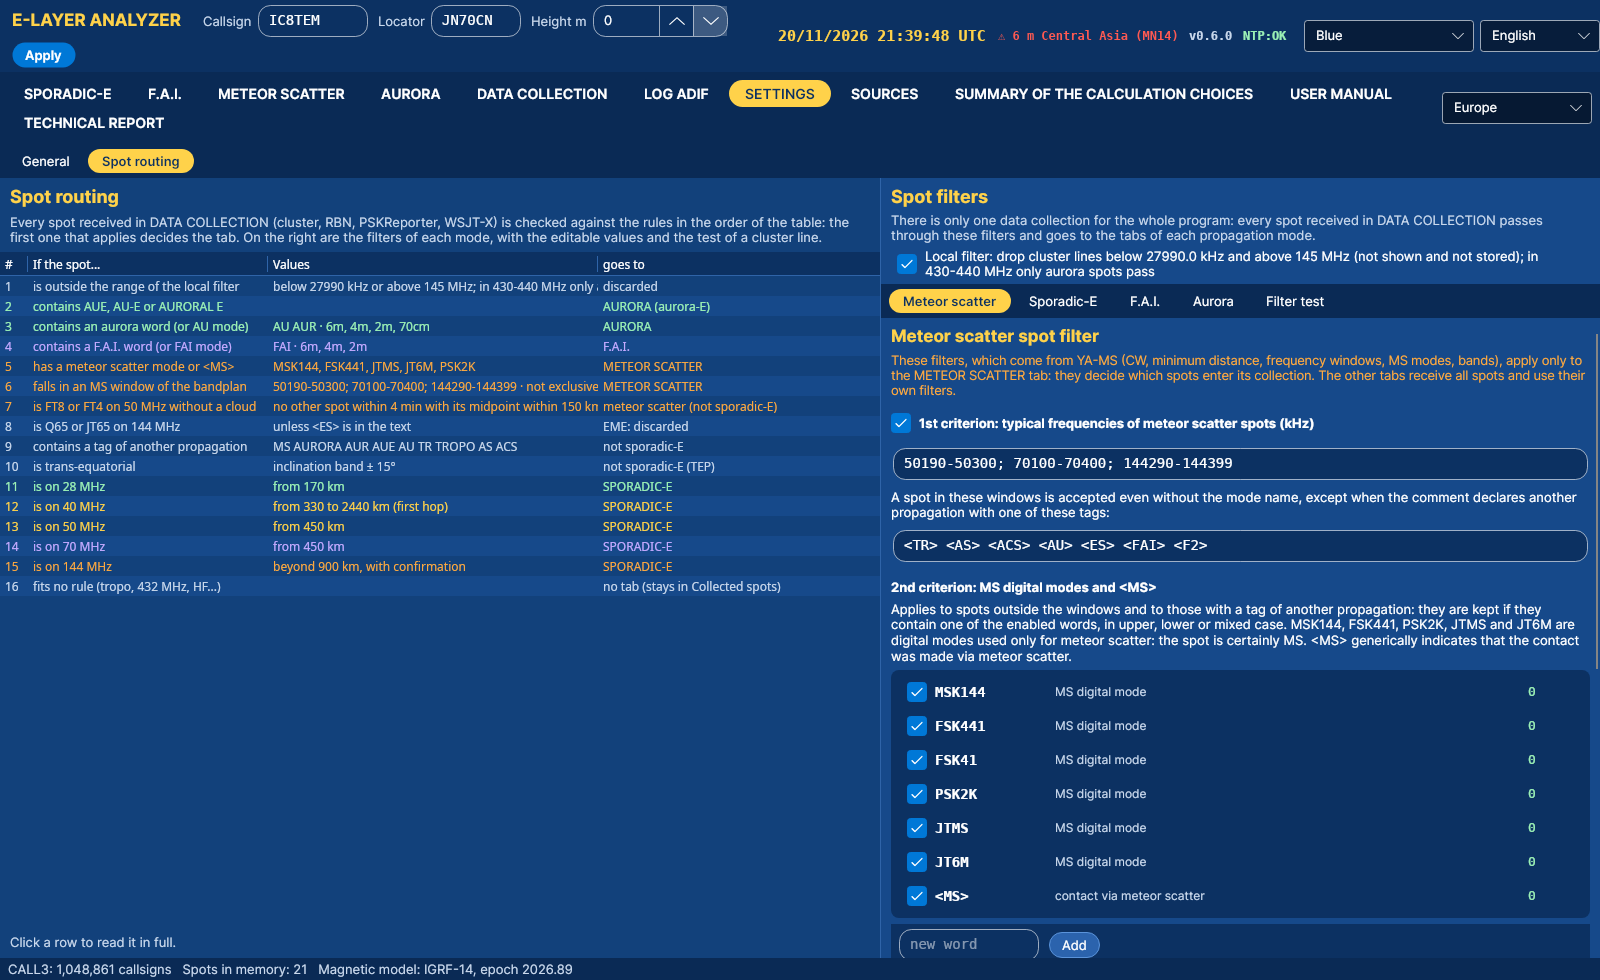 E-LAYER ANALYZER
Callsign IC8TEM Locator JN70CN Height m 0
Apply
20/11/2026 21:39:48 UTC ⚠ 6 m Central Asia (MN14) v0.6.0 NTP:OK Blue English
SPORADIC-E F.A.I. METEOR SCATTER AURORA DATA COLLECTION LOG ADIF SETTINGS SOURCES SUMMARY OF THE CALCULATION CHOICES USER MANUAL
TECHNICAL REPORT
Europe
General Spot routing
Spot routing
Every spot received in DATA COLLECTION (cluster, RBN, PSKReporter, WSJT-X) is checked against the rules in the order of the table: the
first one that applies decides the tab. On the right are the filters of each mode, with the editable values and the test of a cluster line.
# If the spot... Values goes to
1 is outside the range of the local filter below 27990 kHz or above 145 MHz; in 430-440 MHz only discarded
2 contains AUE, AU-E or AURORAL E AURORA (aurora-E)
3 contains an aurora word (or AU mode) AU AUR · 6m, 4m, 2m, 70cm AURORA
4 contains a F.A.I. word (or FAI mode) FAI · 6m, 4m, 2m F.A.I.
5 has a meteor scatter mode or <MS> MSK144, FSK441, JTMS, JT6M, PSK2K METEOR SCATTER
6 falls in an MS window of the bandplan 50190-50300; 70100-70400; 144290-144399 · not exclusive METEOR SCATTER
7 is FT8 or FT4 on 50 MHz without a cloud no other spot within 4 min with its midpoint within 150 km meteor scatter (not sporadic-E)
8 is Q65 or JT65 on 144 MHz unless <ES> is in the text EME: discarded
9 contains a tag of another propagation MS AURORA AUR AUE AU TR TROPO AS ACS not sporadic-E
10 is trans-equatorial inclination band ± 15° not sporadic-E (TEP)
11 is on 28 MHz from 170 km SPORADIC-E
12 is on 40 MHz from 330 to 2440 km (first hop) SPORADIC-E
13 is on 50 MHz from 450 km SPORADIC-E
14 is on 70 MHz from 450 km SPORADIC-E
15 is on 144 MHz beyond 900 km, with confirmation SPORADIC-E
16 fits no rule (tropo, 432 MHz, HF...) no tab (stays in Collected spots)
Click a row to read it in full.
Spot filters
There is only one data collection for the whole program: every spot received in DATA COLLECTION passes
through these filters and goes to the tabs of each propagation mode.
Local filter: drop cluster lines below 27990.0 kHz and above 145 MHz (not shown and not stored); in
430-440 MHz only aurora spots pass
Meteor scatter Sporadic-E F.A.I. Aurora Filter test
Meteor scatter spot filter
These filters, which come from YA-MS (CW, minimum distance, frequency windows, MS modes, bands), apply only to
the METEOR SCATTER tab: they decide which spots enter its collection. The other tabs receive all spots and use their
own filters.
1st criterion: typical frequencies of meteor scatter spots (kHz)
50190-50300; 70100-70400; 144290-144399
A spot in these windows is accepted even without the mode name, except when the comment declares another
propagation with one of these tags:
<TR> <AS> <ACS> <AU> <ES> <FAI> <F2>
2nd criterion: MS digital modes and <MS>
Applies to spots outside the windows and to those with a tag of another propagation: they are kept if they
contain one of the enabled words, in upper, lower or mixed case. MSK144, FSK441, PSK2K, JTMS and JT6M are
digital modes used only for meteor scatter: the spot is certainly MS. <MS> generically indicates that the contact
was made via meteor scatter.
MSK144 MS digital mode 0
FSK441 MS digital mode 0
FSK41 MS digital mode 0
PSK2K MS digital mode 0
JTMS MS digital mode 0
JT6M MS digital mode 0
<MS> contact via meteor scatter 0
new word Add
CALL3: 1,048,861 callsigns Spots in memory: 21 Magnetic model: IGRF-14, epoch 2026.89